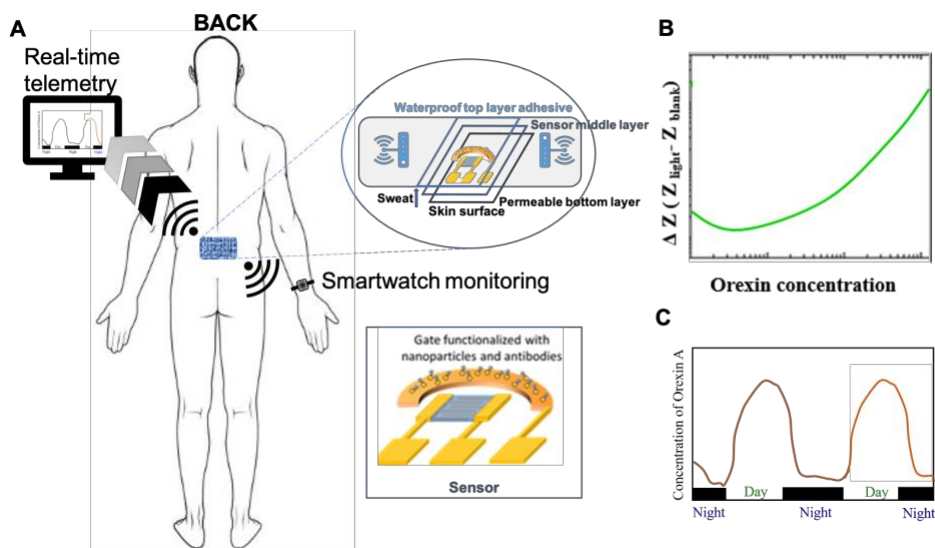 A
BACK
Real-time
telemetry
Waterproof top layer adhesive
Sensor middle layer
Sweat
Skin surface
Permeable bottom layer
Smartwatch monitoring
Gate functionalized with
nanoparticles and antibodies
Sensor
B
Δ Z ( Z light- Z blank)
Orexin concentration
C
Concentration of Orexin A
Day
Day
Night
Night
Night